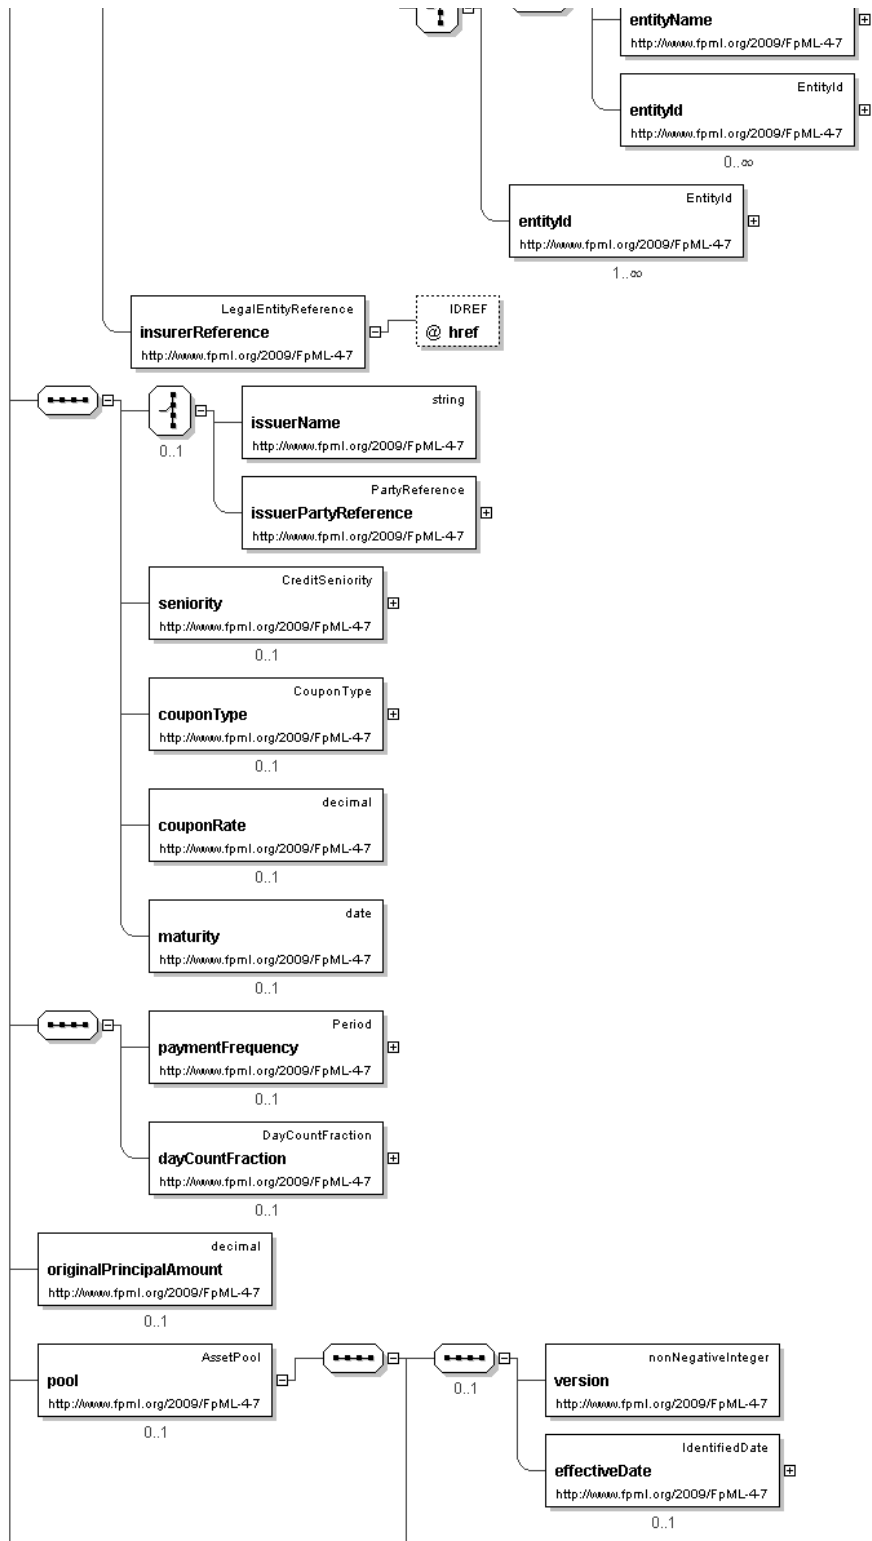 entityName
http://www.fpml.org/2009/FpML-4-7
EntityId
entityId
http://www.fpml.org/2009/FpML-4-7
0..∞
EntityId
entityId
http://www.fpml.org/2009/FpML-4-7
1..∞
LegalEntityReference
insurerReference
http://www.fpml.org/2009/FpML-4-7
IDREF
@ href
string
issuerName
http://www.fpml.org/2009/FpML-4-7
0..1
PartyReference
issuerPartyReference
http://www.fpml.org/2009/FpML-4-7
CreditSeniority
seniority
http://www.fpml.org/2009/FpML-4-7
0..1
CouponType
couponType
http://www.fpml.org/2009/FpML-4-7
0..1
decimal
couponRate
http://www.fpml.org/2009/FpML-4-7
0..1
date
maturity
http://www.fpml.org/2009/FpML-4-7
0..1
Period
paymentFrequency
http://www.fpml.org/2009/FpML-4-7
0..1
DayCountFraction
dayCountFraction
http://www.fpml.org/2009/FpML-4-7
0..1
decimal
originalPrincipalAmount
http://www.fpml.org/2009/FpML-4-7
0..1
AssetPool
pool
http://www.fpml.org/2009/FpML-4-7
0..1
0..1
nonNegativeInteger
version
http://www.fpml.org/2009/FpML-4-7
IdentifiedDate
effectiveDate
http://www.fpml.org/2009/FpML-4-7
0..1